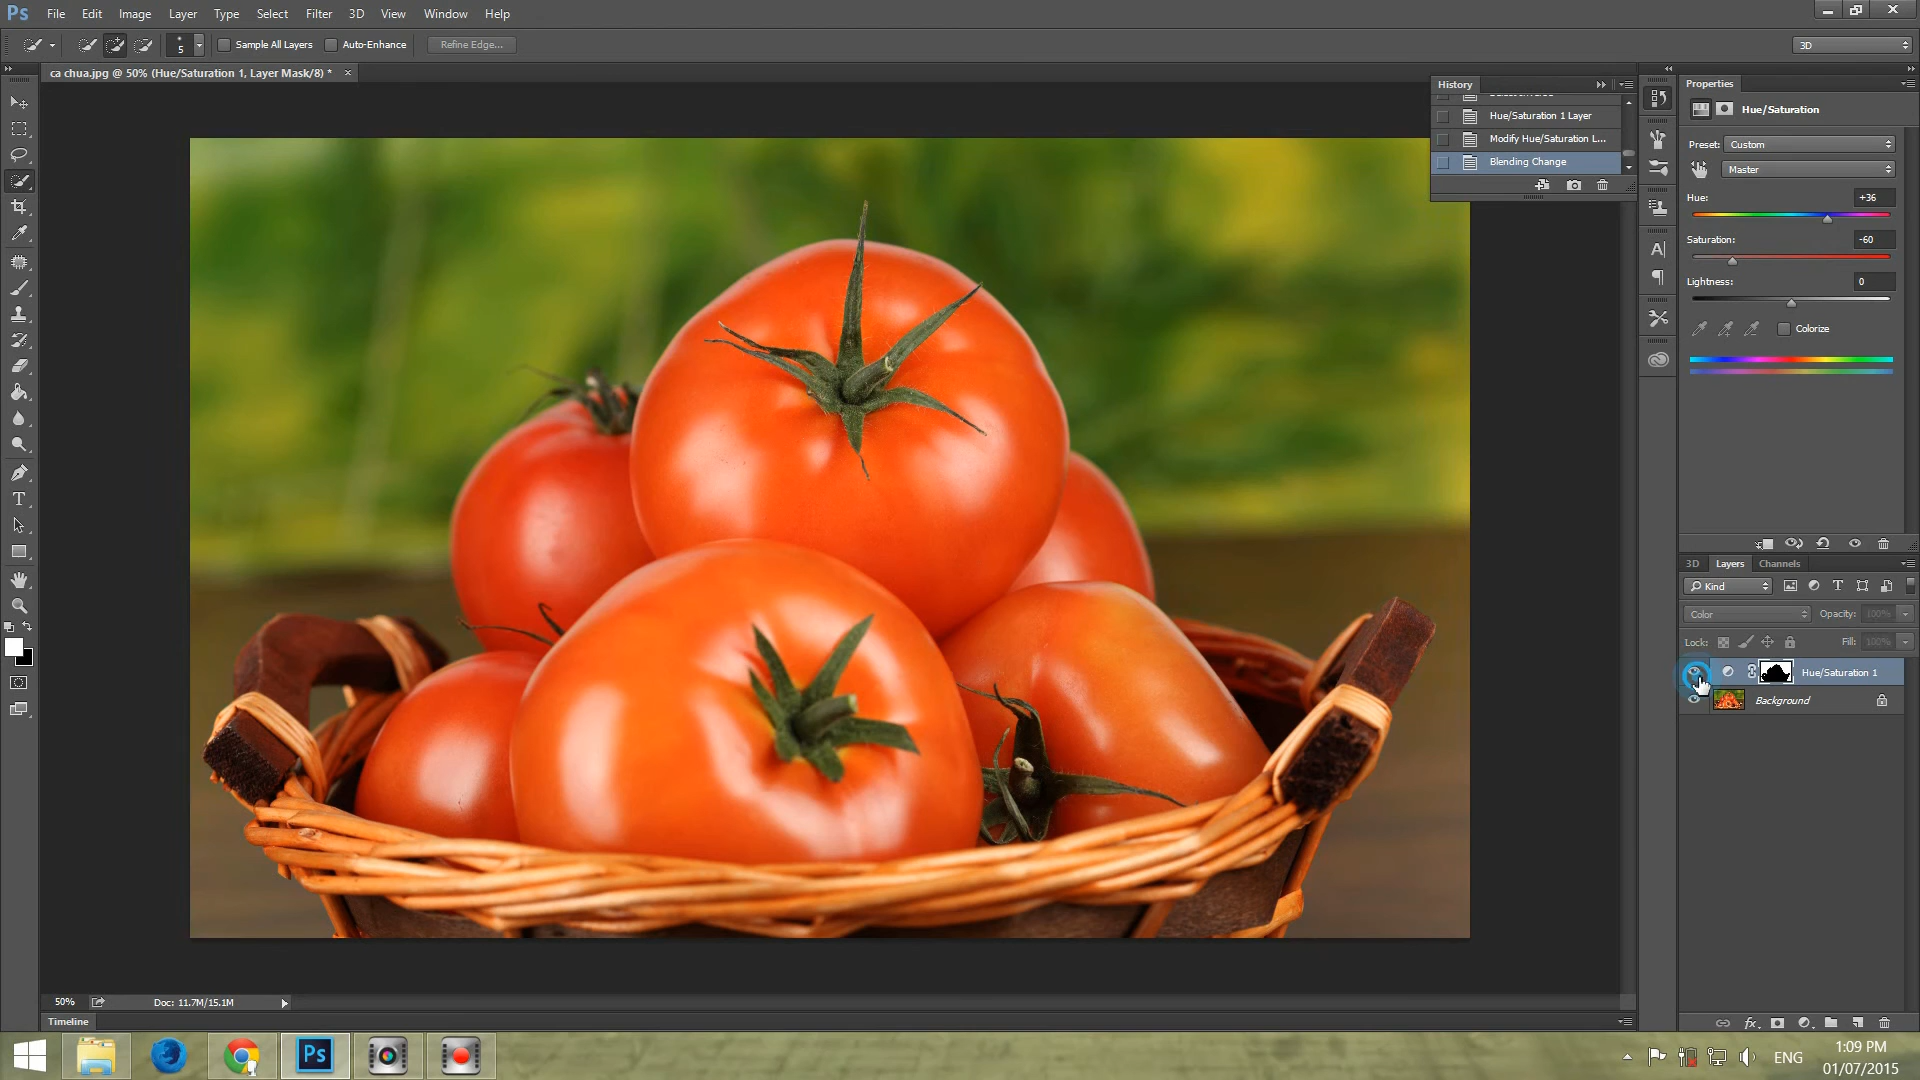 Ps File Edit Image Layer Type Select Filter 3D View Window Help
5 Sample All Layers Auto-Enhance Refine Edge... 3D
ca chua.jpg @ 50% (Hue/Saturation 1, Layer Mask/8) * ×
History
Hue/Saturation 1 Layer
Modify Hue/Saturation L...
Blending Change
Properties
Hue/Saturation
Preset: Custom
Master
Hue: +36
Saturation: -60
Lightness: 0
Colorize
3D Layers Channels
Kind
Color Opacity: 100%
Lock: Fill: 100%
Hue/Saturation 1
Background
50% Doc: 11.7M/15.1M
Timeline
Ps
ENG
1:09 PM
01/07/2015